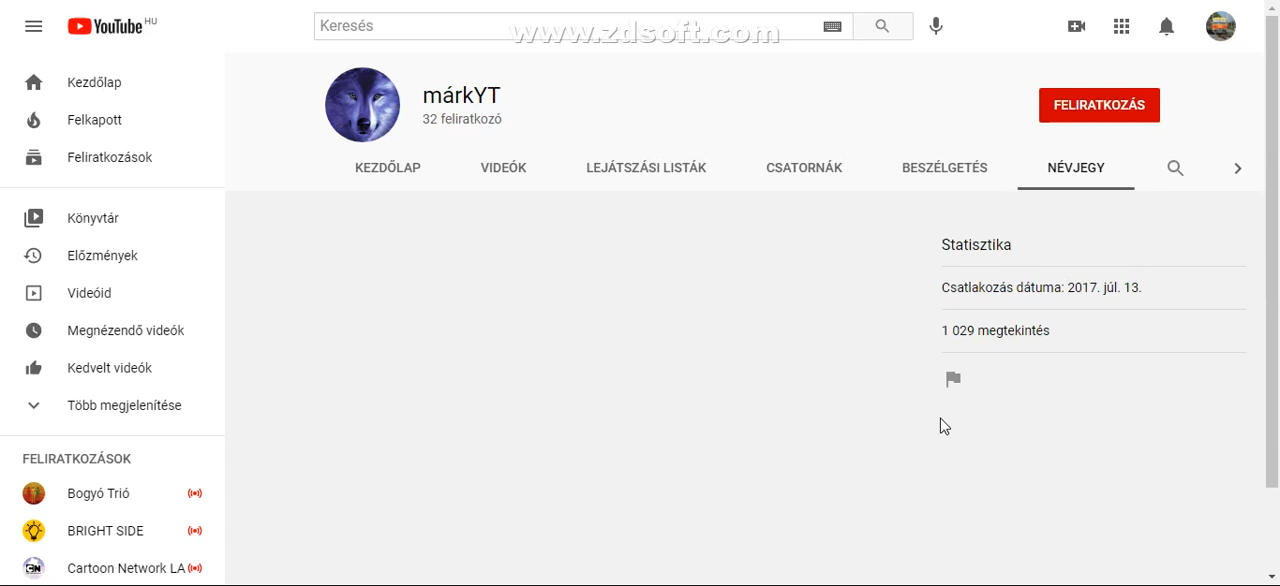 YouTube HU
Keresés
www.zdsoft.com
Kezdőlap
Felkapott
Feliratkozások
Könyvtár
Előzmények
Videóid
Megnézendő videók
Kedvelt videók
Több megjelenítése
FELIRATKOZÁSOK
Bogyó Trió
BRIGHT SIDE
CN
Cartoon Network LA
márkYT
32 feliratkozó
FELIRATKOZÁS
KEZDŐLAP VIDEÓK LEJÁTSZÁSI LISTÁK CSATORNÁK BESZÉLGETÉS NÉVJEGY
Statisztika
Csatlakozás dátuma: 2017. júl. 13.
1 029 megtekintés